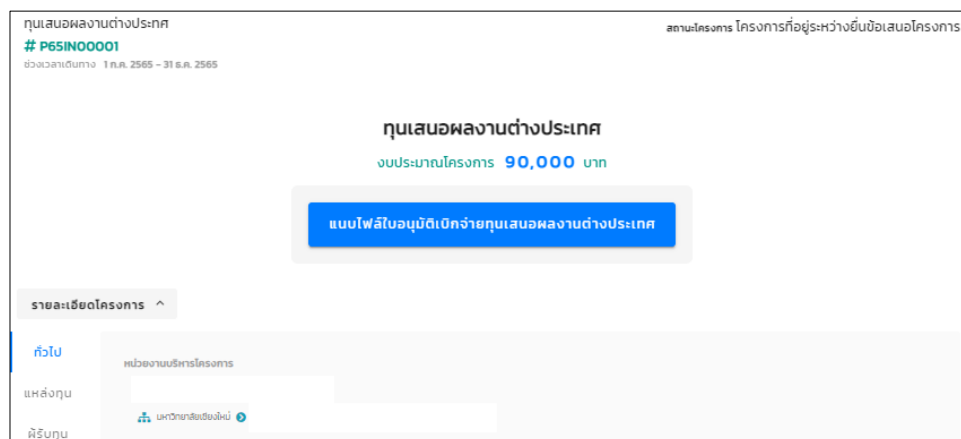 ทุนเสนอผลงานต่างประเทศ
สถานะโครงการ โครงการที่อยู่ระหว่างยื่นข้อเสนอโครงการ
# P65IN00001
ช่วงเวลาเดินทาง 1 ก.ค. 2565 - 31 ธ.ค. 2565
ทุนเสนอผลงานต่างประเทศ
งบประมาณโครงการ 90,000 บาท
แนบไฟล์ใบอนุมัติเบิกจ่ายทุนเสนอผลงานต่างประเทศ
รายละเอียดโครงการ ^
ทั่วไป
หน่วยงานบริหารโครงการ
แหล่งทุน
มหาวิทยาลัยเชียงใหม่
ผู้รับทุน